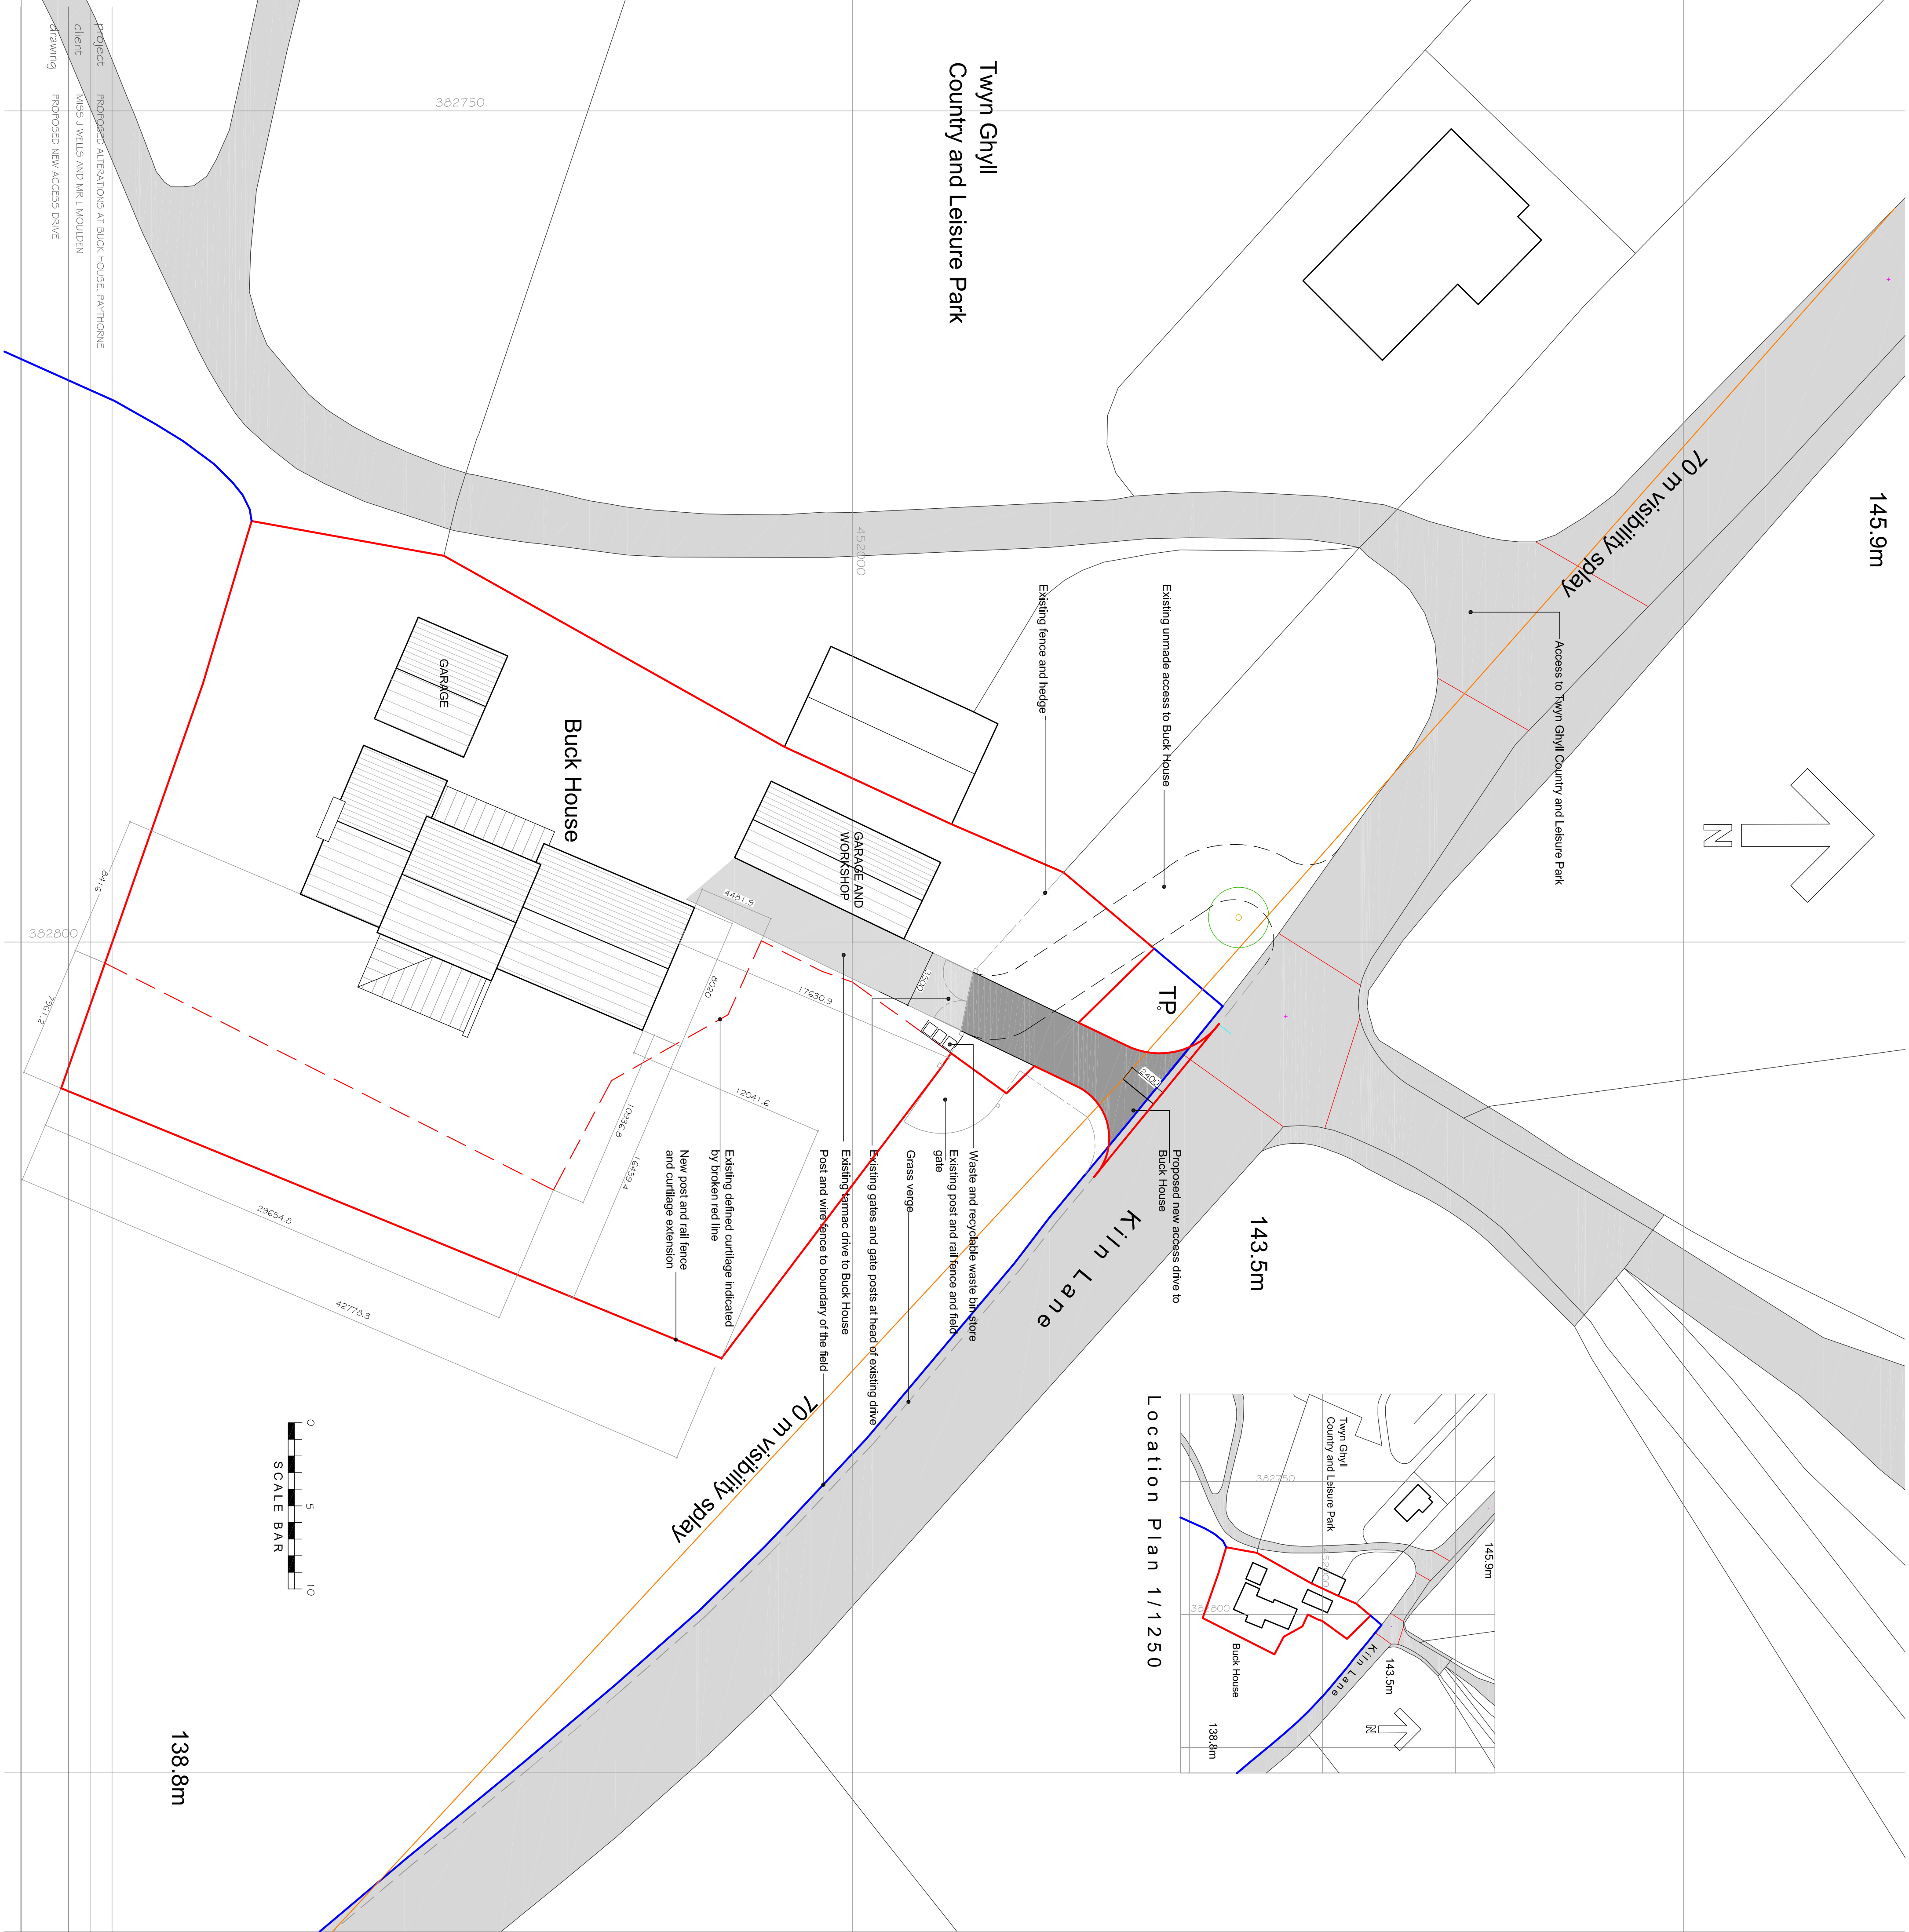 Twyn Ghyll
Country and Leisure Park
145.9m
70 m visibility splay
Access to Twyn Ghyll Country and Leisure Park
N
Existing unmade access to Buck House
Existing fence and hedge
382750
452000
382800
GARAGE
Buck House
GARAGE AND
WORKSHOP
TP
143.5m
Kiln Lane
Proposed new access drive to
Buck House
Waste and recyclable waste bin store
Existing post and rail fence and field
gate
Grass verge
Existing gates and gate posts at head of existing drive
Existing tarmac drive to Buck House
Post and wire fence to boundary of the field
Existing defined curtilage indicated
by broken red line
New post and rail fence
and curtilage extension
2400
3500
4481.9
8020
17630.9
12041.6
10936.8
16439.4
29654.8
42778.3
841.6
7961.2
70 m visibility splay
138.8m
0 5 10
SCALE BAR
Location Plan 1/1250
145.9m
Twyn Ghyll
Country and Leisure Park
382750
452000
382800
143.5m
Kiln Lane
Buck House
N
138.8m
project PROPOSED ALTERATIONS AT BUCK HOUSE, PAYTHORNE
client MISS J WELLS AND MR L MOULDEN
drawing PROPOSED NEW ACCESS DRIVE